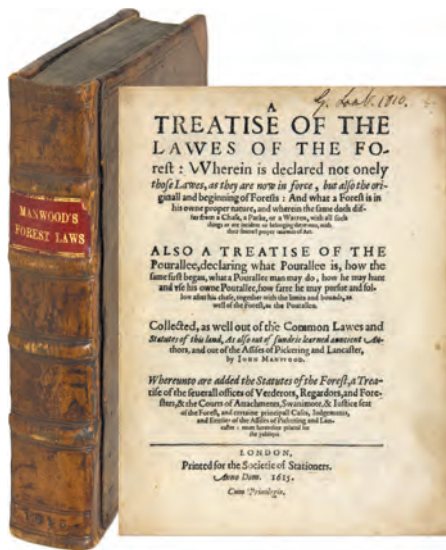 MANWOOD'S
FOREST LAWS
G. Loab. 1810.
A
TREATISE OF THE
LAWES OF THE FO-
rest: Wherein is declared not onely
those Lawes, as they are now in force, but also the ori-
ginall and beginning of Forests: And what a Forest is in
his owne proper nature, and wherein the same doth dif-
fer from a Chase, a Parke, or a Warren, with all such
things as are incident or belonging thereunto, with
their severall proper tearmes of Art.
ALSO A TREATISE OF THE
Pourallee, declaring what Pourallee is, how the
same first began, what a Pourallee man may do, how he may hunt
and vse his owne Pourallee, how farre he may pursue and fol-
low after his chase, together with the limits and bounds, as
well of the Forest, as the Pourallee.
Collected, as well out of the Common Lawes and
Statutes of this land, As also out of sundrie learned auncient Au-
thors, and out of the Assises of Pickering and Lancaster,
by JOHN MANWOOD.
Whereunto are added the Statutes of the Forest, a Trea-
tise of the seuerall offices of Verderors, Regardors, and Fore-
sters, & the Courts of Attachments, Swanimote, & Iustice seat
of the Forest, and certaine principall Cases, Iudgements,
and Entries of the Assises of Pickering and Lan-
caster: neuer heretofore printed for
the publique.
LONDON,
Printed for the Societie of Stationers.
Anno Dom. 1615.
Cum Priuilegio.